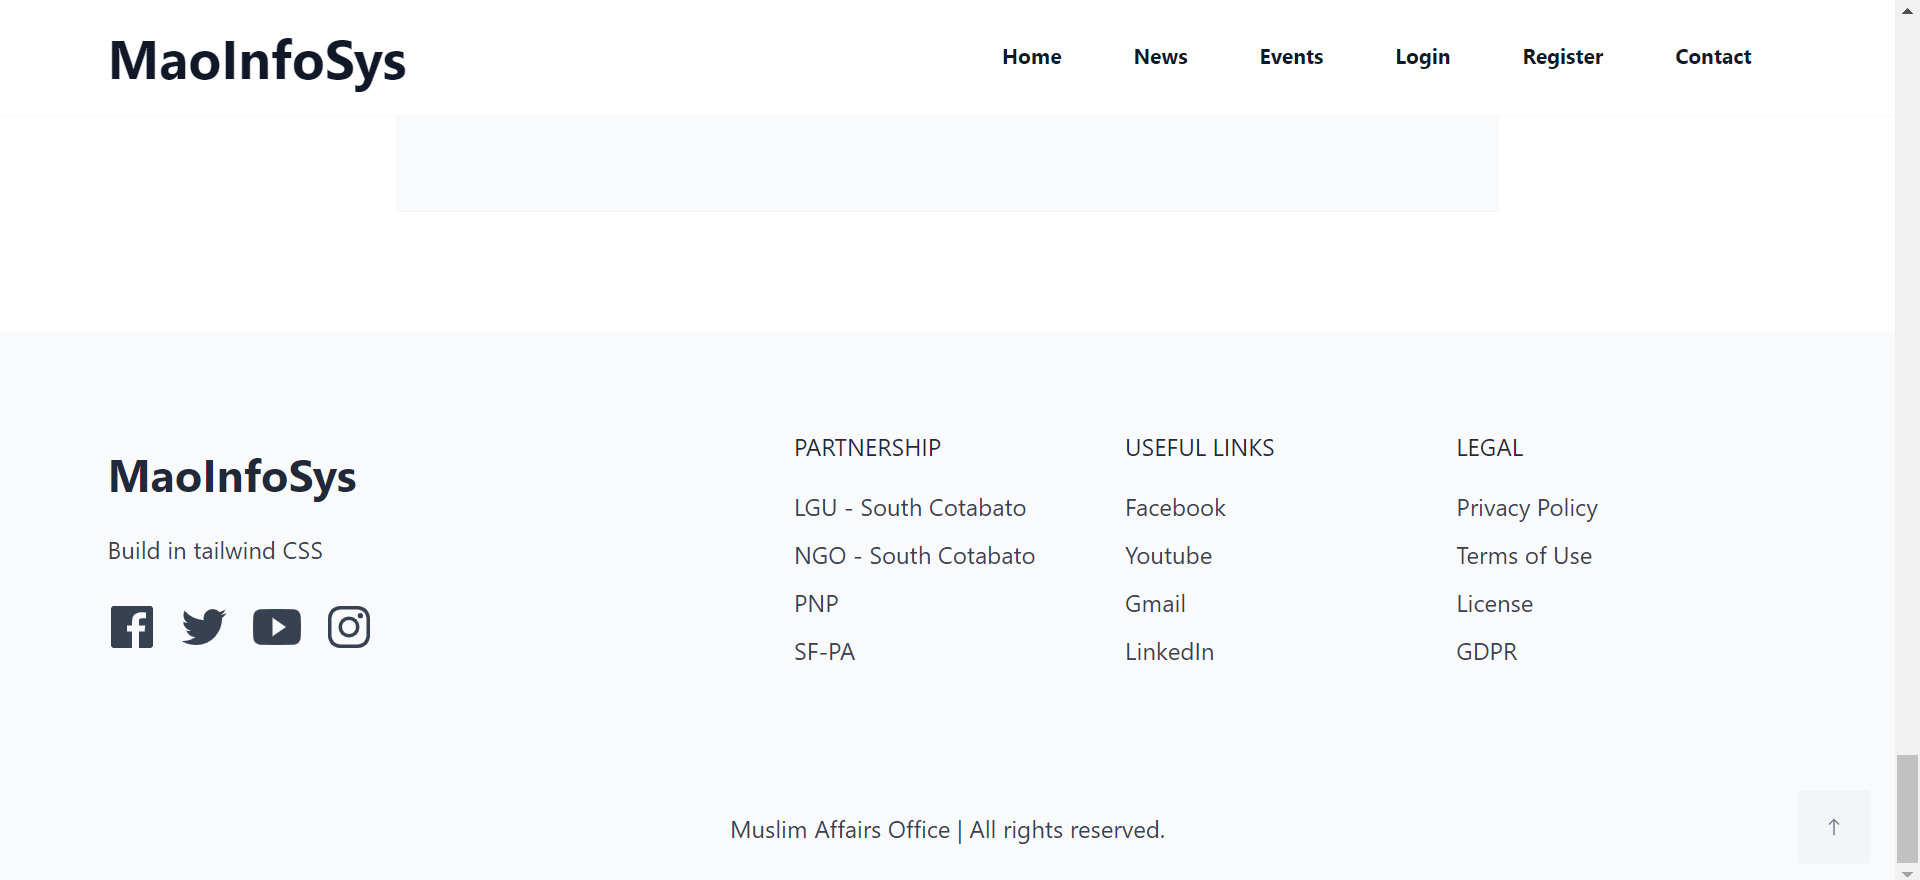 MaoInfoSys
Home News Events Login Register Contact
MaoInfoSys
Build in tailwind CSS
PARTNERSHIP
LGU - South Cotabato
NGO - South Cotabato
PNP
SF-PA
USEFUL LINKS
Facebook
Youtube
Gmail
LinkedIn
LEGAL
Privacy Policy
Terms of Use
License
GDPR
Muslim Affairs Office | All rights reserved.